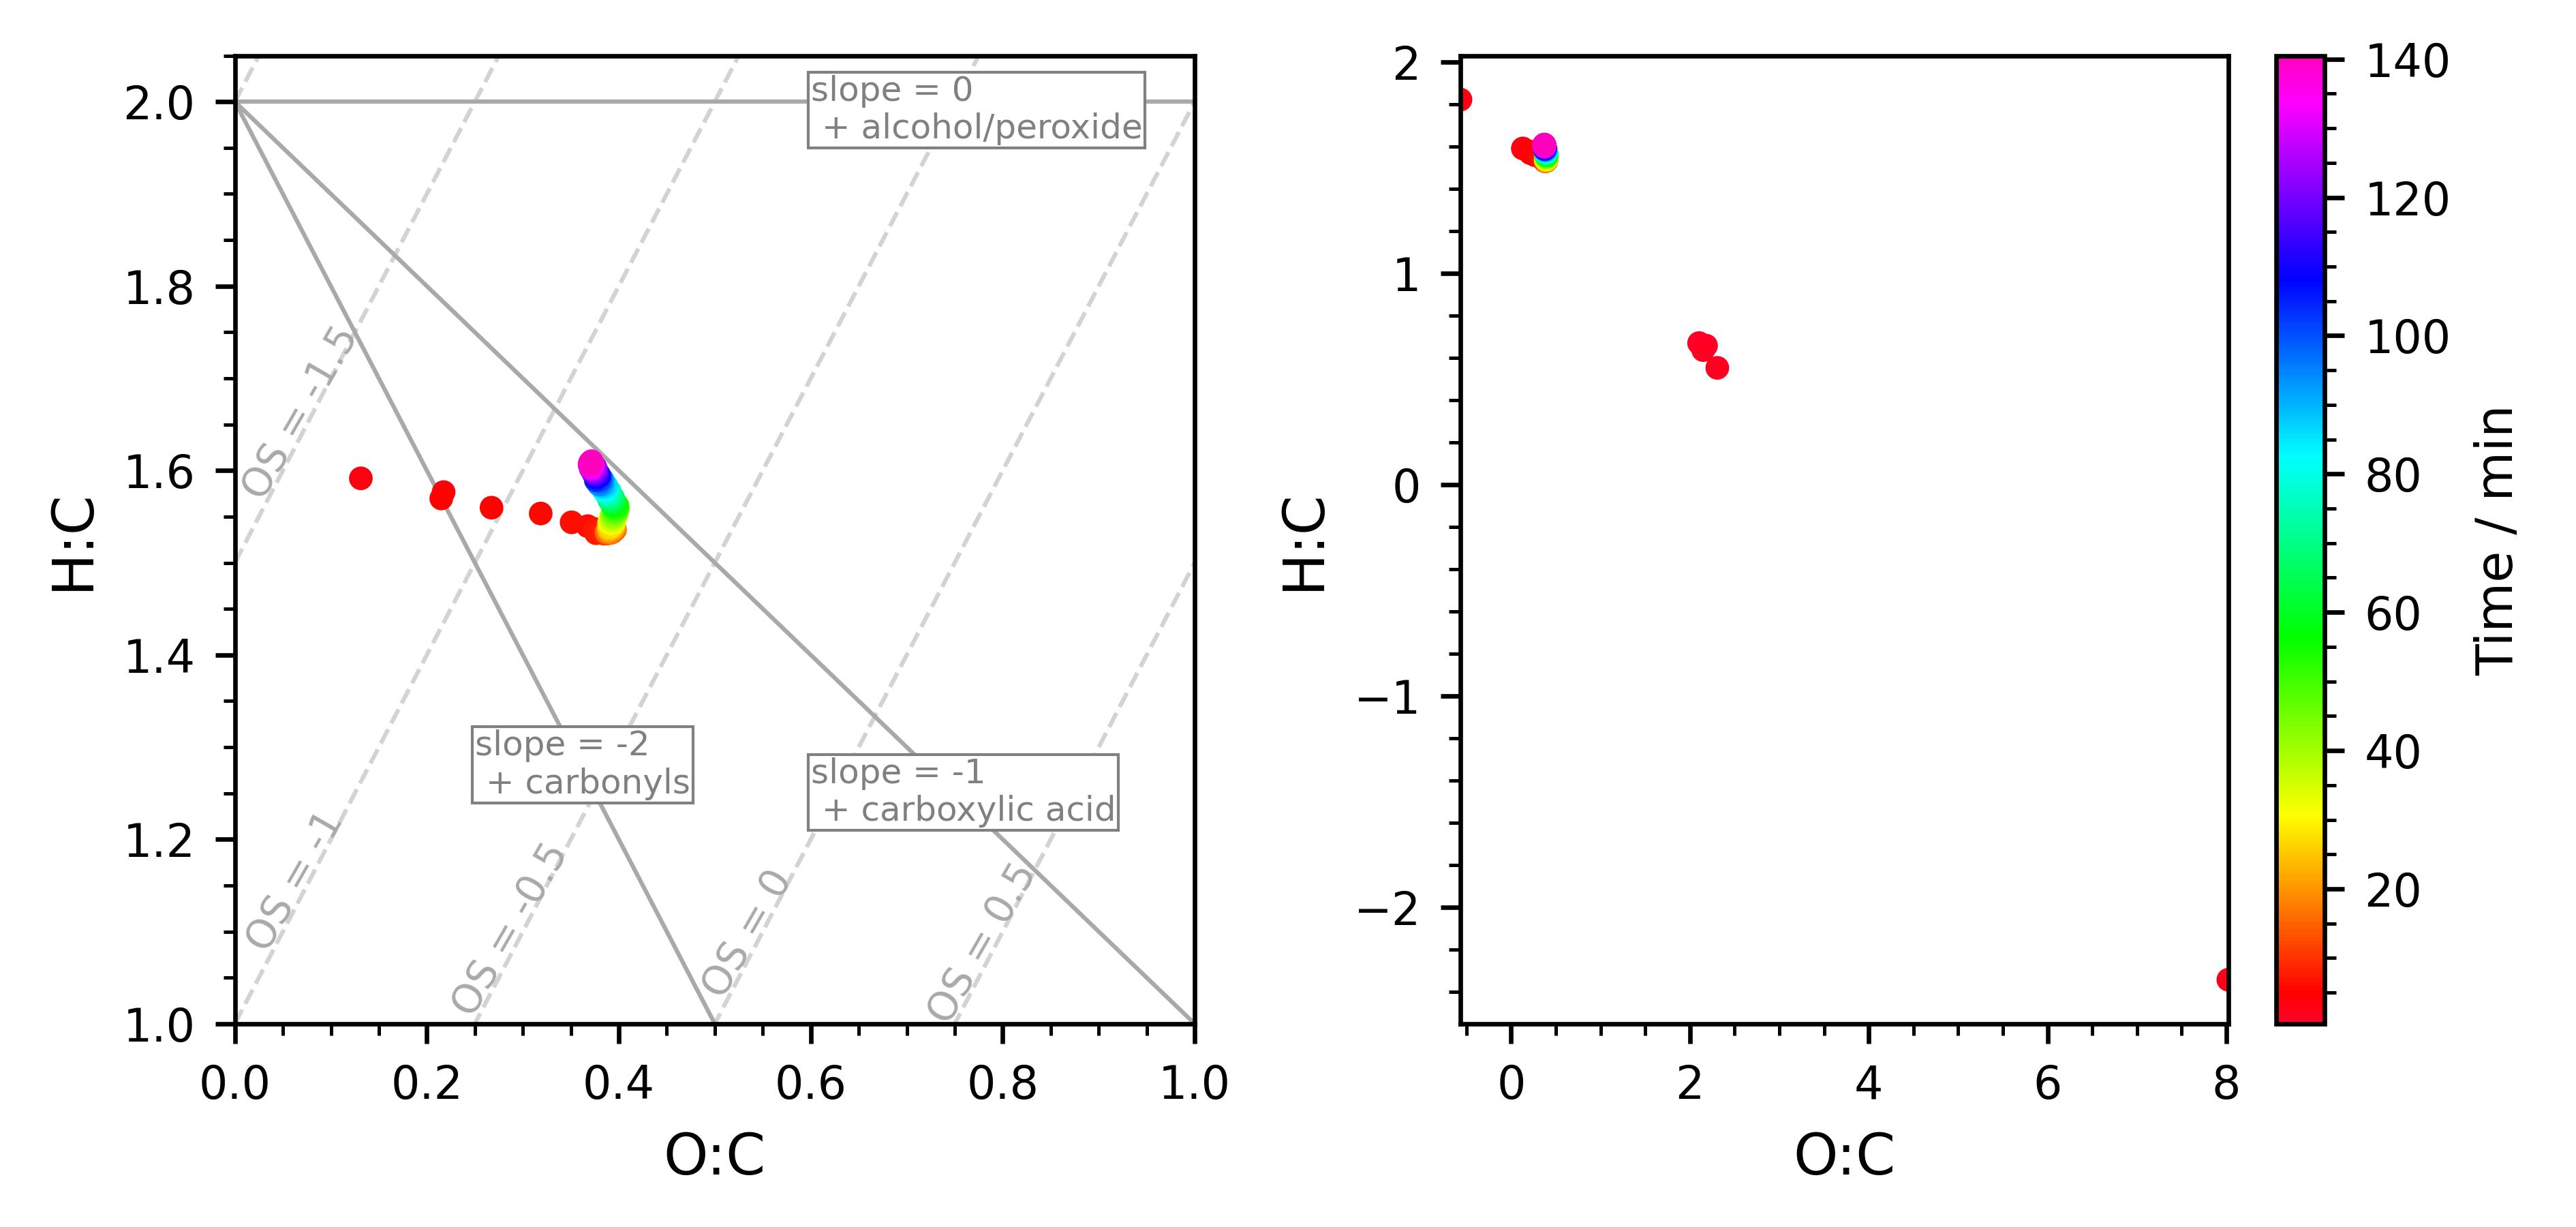 2.0
1.8
1.6
1.4
1.2
1.0
H:C
0.0
0.2
0.4
0.6
0.8
1.0
O:C
slope = 0
+ alcohol/peroxide
OS = -1.5
slope = -2
+ carbonyls
slope = -1
+ carboxylic acid
OS = -1
OS = -0.5
OS = 0
OS = 0.5
2
1
0
−1
−2
H:C
0
2
4
6
8
O:C
140
120
100
80
60
40
20
Time / min